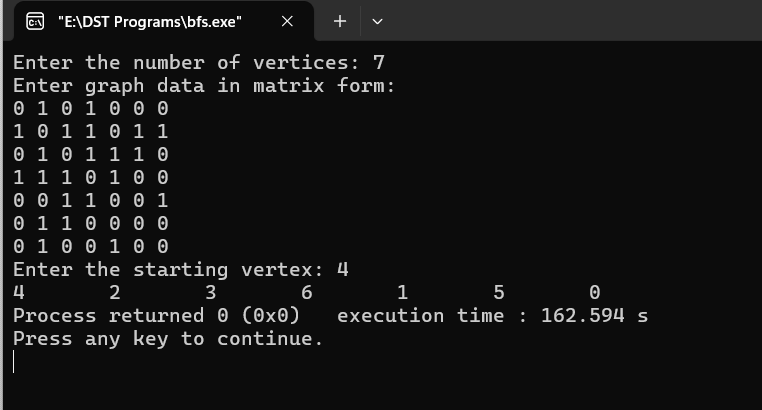 "E:\DST Programs\bfs.exe"
Enter the number of vertices: 7
Enter graph data in matrix form:
0 1 0 1 0 0 0
1 0 1 1 0 1 1
0 1 0 1 1 1 0
1 1 1 0 1 0 0
0 0 1 1 0 0 1
0 1 1 0 0 0 0
0 1 0 0 1 0 0
Enter the starting vertex: 4
4 2 3 6 1 5 0
Process returned 0 (0x0) execution time : 162.594 s
Press any key to continue.